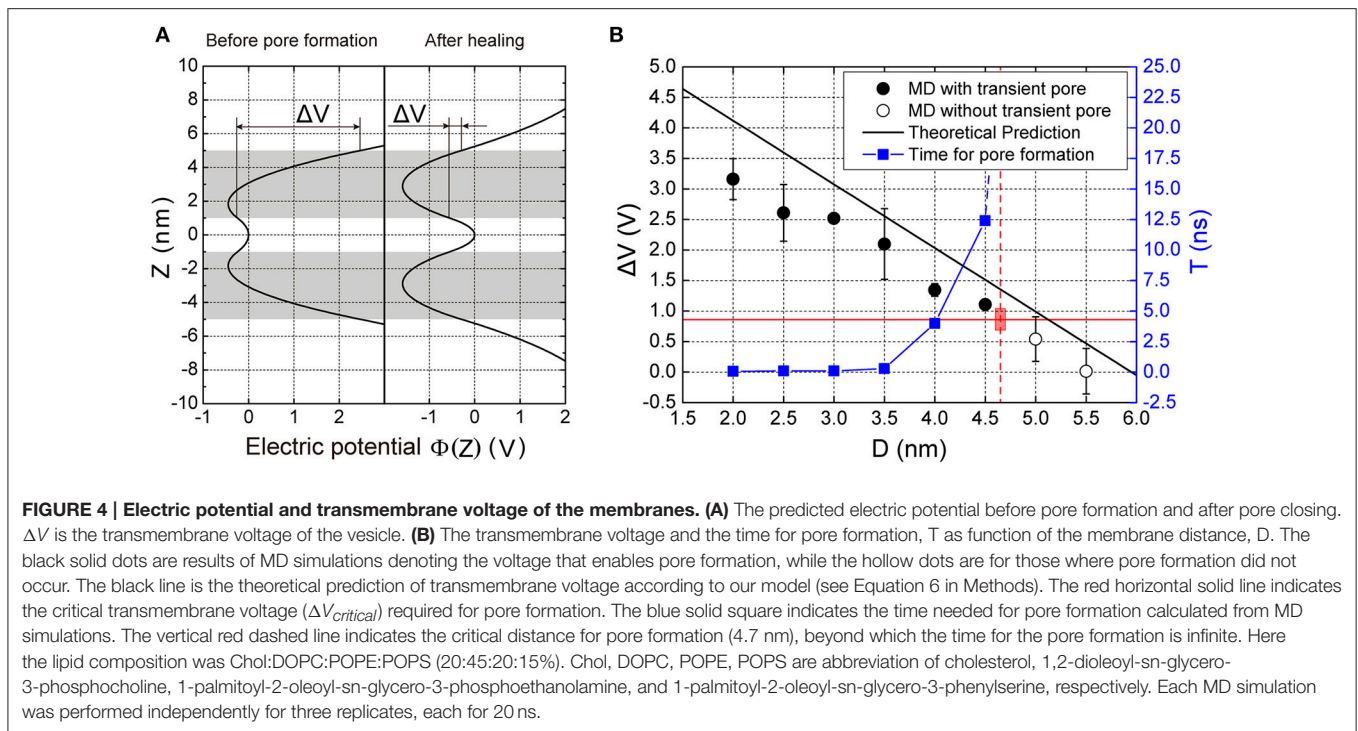 A
Before pore formation
After healing
10
8
6
4
2
0
-2
-4
-6
-8
-10
Z (nm)
ΔV
ΔV
-1 0 1 2 -1 0 1 2
Electric potential Φ(Z) (V)
B
5.0
4.5
4.0
3.5
3.0
2.5
2.0
1.5
1.0
0.5
0.0
-0.5
ΔV (V)
MD with transient pore
MD without transient pore
Theoretical Prediction
Time for pore formation
25.0
22.5
20.0
17.5
15.0
12.5
10.0
7.5
5.0
2.5
0.0
-2.5
T (ns)
1.5 2.0 2.5 3.0 3.5 4.0 4.5 5.0 5.5 6.0
D (nm)
FIGURE 4 | Electric potential and transmembrane voltage of the membranes. (A) The predicted electric potential before pore formation and after pore closing.
ΔV is the transmembrane voltage of the vesicle. (B) The transmembrane voltage and the time for pore formation, T as function of the membrane distance, D. The
black solid dots are results of MD simulations denoting the voltage that enables pore formation, while the hollow dots are for those where pore formation did not
occur. The black line is the theoretical prediction of transmembrane voltage according to our model (see Equation 6 in Methods). The red horizontal solid line indicates
the critical transmembrane voltage (ΔVcritical) required for pore formation. The blue solid square indicates the time needed for pore formation calculated from MD
simulations. The vertical red dashed line indicates the critical distance for pore formation (4.7 nm), beyond which the time for the pore formation is infinite. Here
the lipid composition was Chol:DOPC:POPE:POPS (20:45:20:15%). Chol, DOPC, POPE, POPS are abbreviation of cholesterol, 1,2-dioleoyl-sn-glycero-
3-phosphocholine, 1-palmitoyl-2-oleoyl-sn-glycero-3-phosphoethanolamine, and 1-palmitoyl-2-oleoyl-sn-glycero-3-phenylserine, respectively. Each MD simulation
was performed independently for three replicates, each for 20 ns.